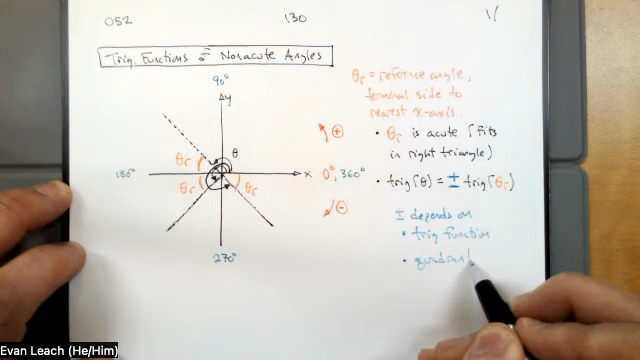 052 130 1/
Trig. Functions of Nonacute Angles
90°
y
θ
θr
θr θr
180° x 0°, 360°
270°
+
-
θr = reference angle,
terminal side to
nearest x-axis.
• θr is acute (fits
in right triangle)
• trig(θ) = ± trig(θr)
± depends on
• trig function
• quadran
Evan Leach (He/Him)